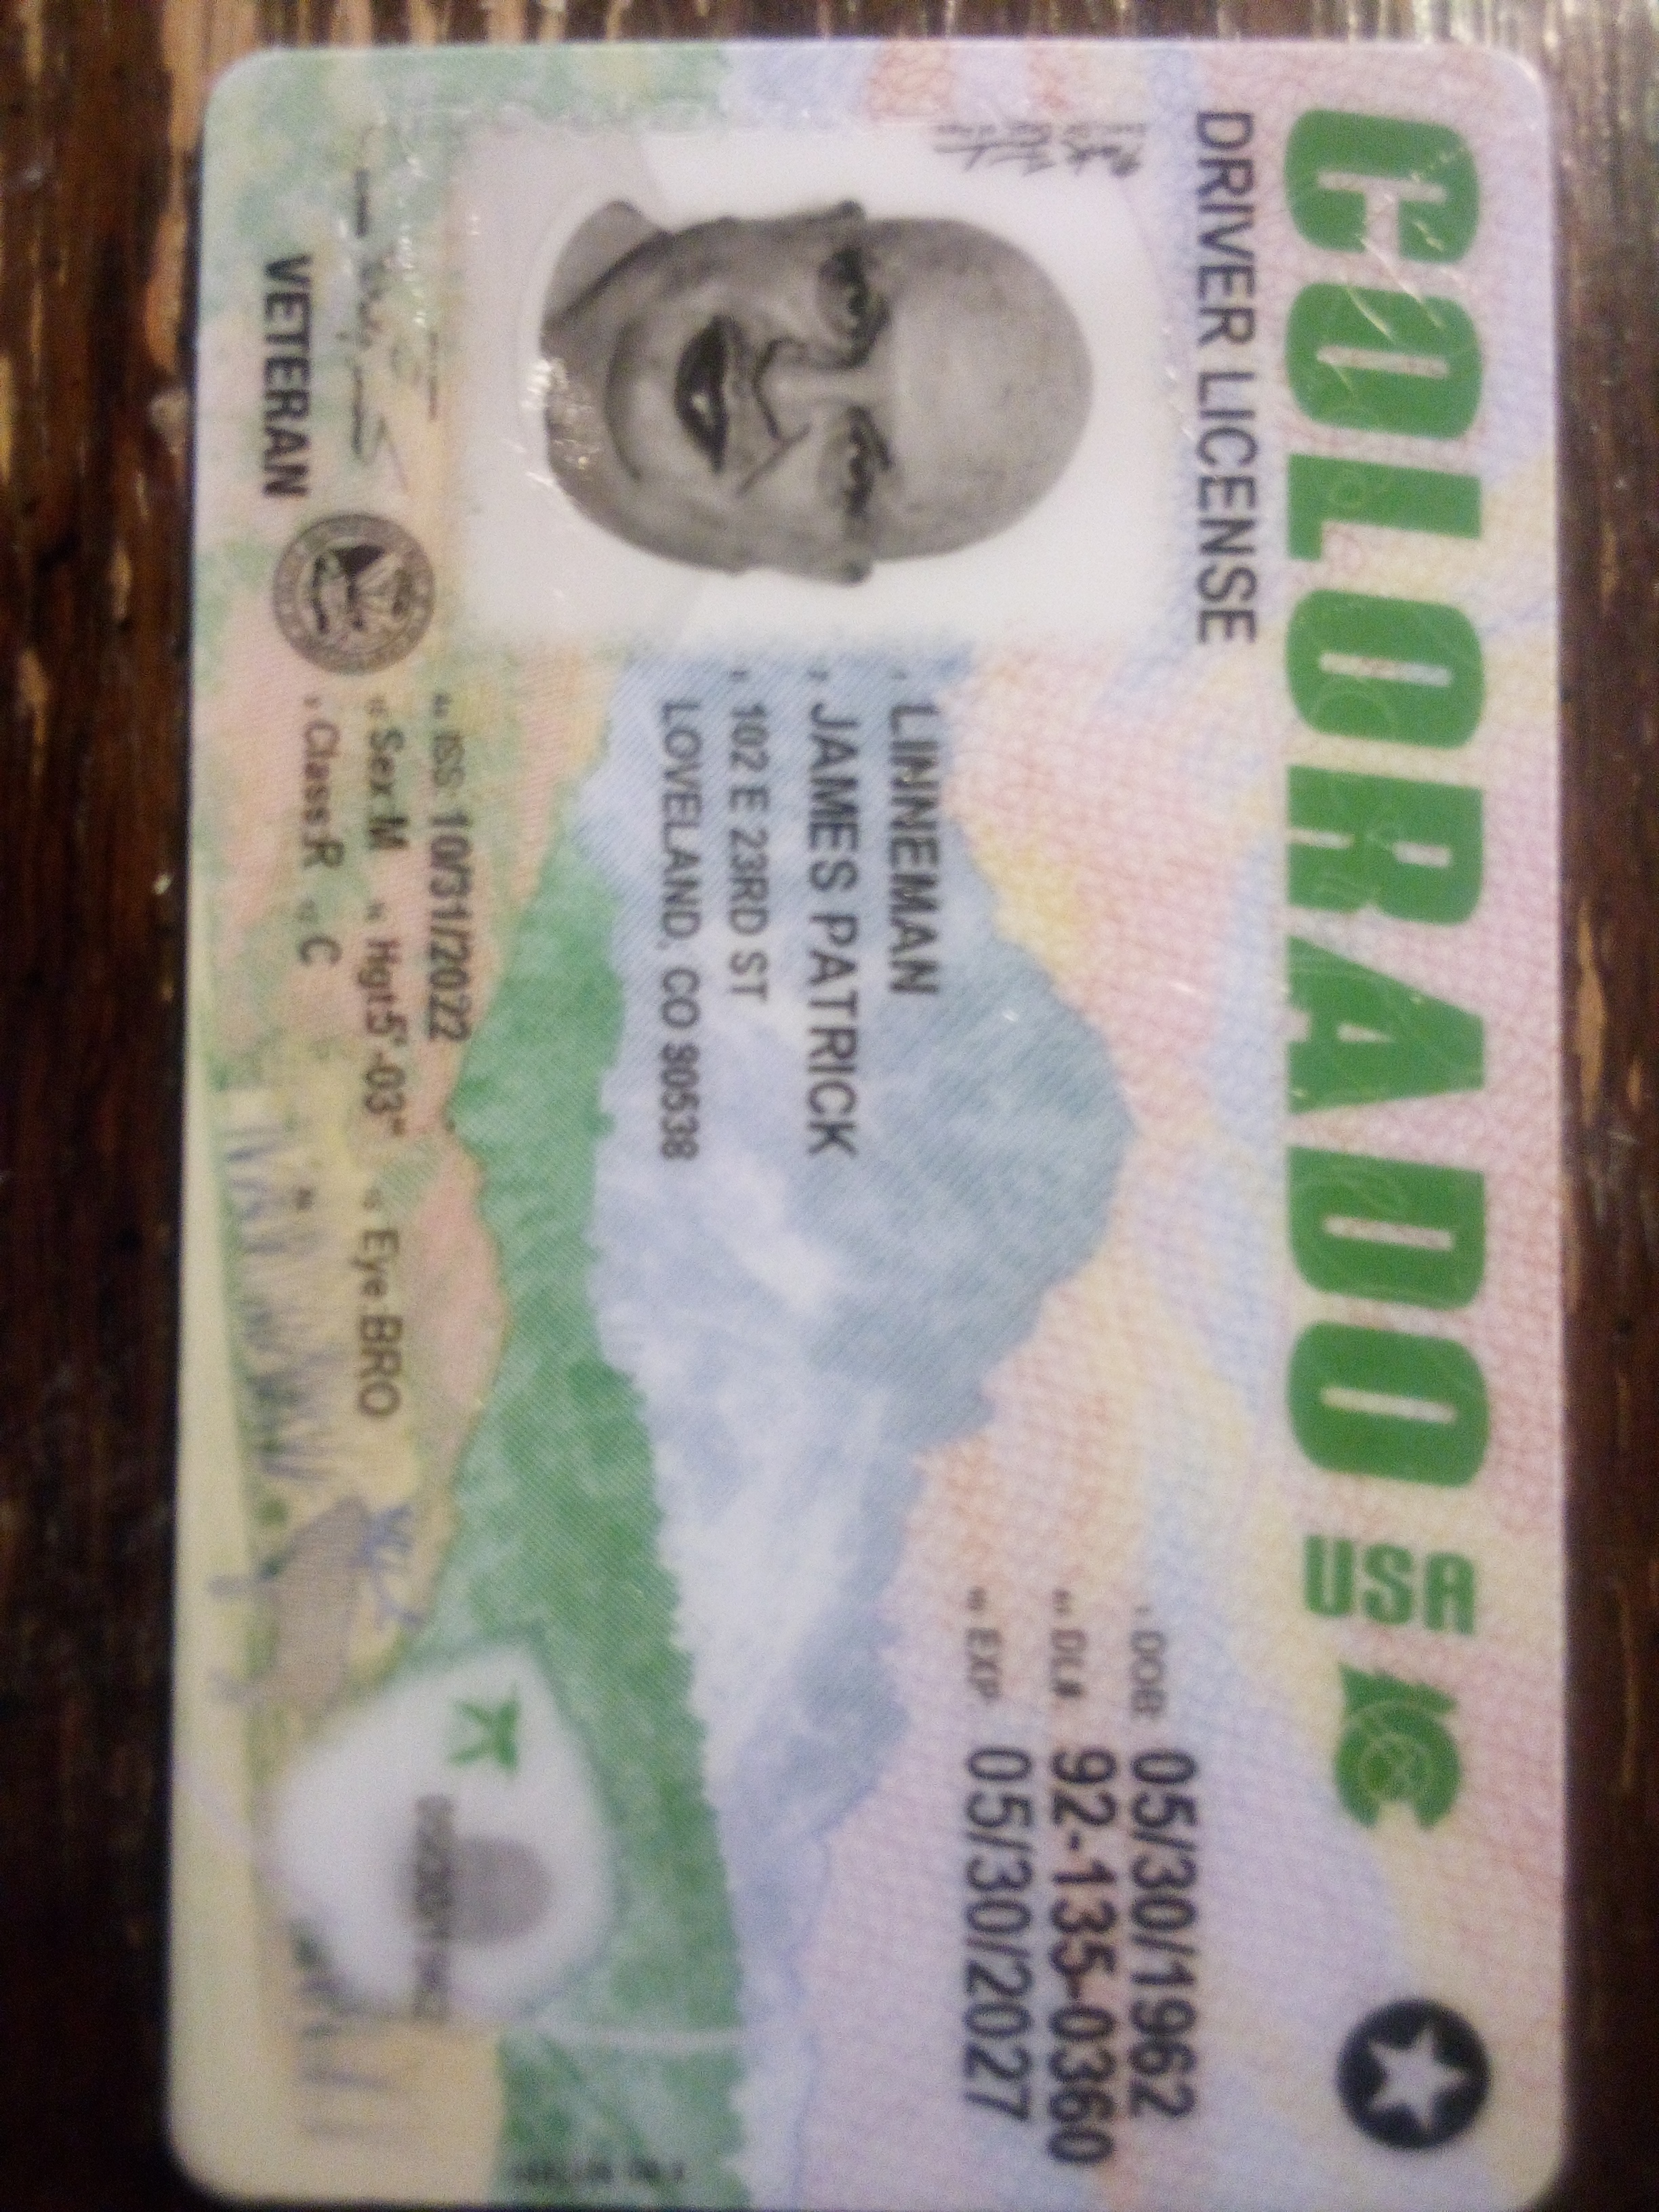 COLORADO USA
DRIVER LICENSE
DOB: 05/30/1962
DL# 92-135-0360
EXP: 05/30/2027
LINNEMAN
JAMES PATRICK
102 E 23RD ST
LOVELAND, CO 80538
ISS: 10/31/2022
Sex:M Hgt:5'-03" Eye:BRO
Class:R C
VETERAN